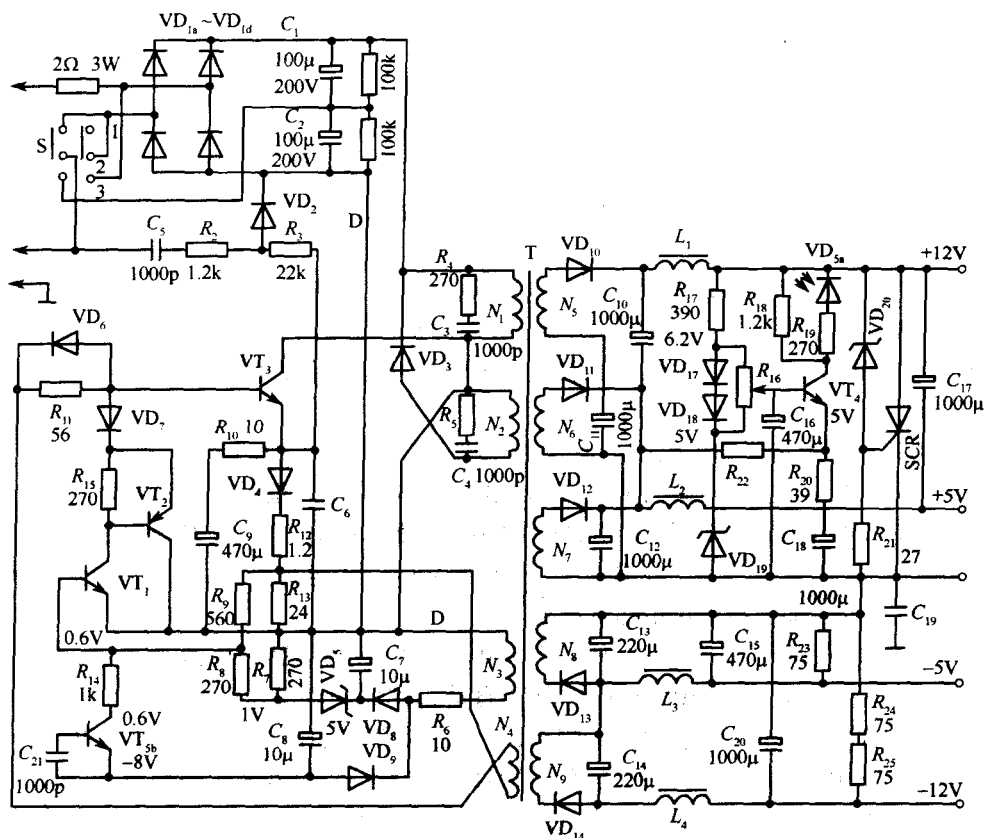 VD₁ₐ ~VD₁d
C₁
2Ω 3W
100μ
200V
100k
C₂
100μ
200V
100k
S
1
2
3
VD₂
D
C₅
R₂
R₃
1000p
1.2k
22k
VD₆
VT₃
R₁₁
56
VD₇
R₁₀ 10
R₁₅
270
VT₂
VD₄
C₉
470μ
R₁₂
1.2
C₆
VT₁
R₉
560
R₁₃
24
D
0.6V
R₁₄
1k
R₈
270
R₇
270
VD₅
C₇
10μ
N₃
1V
5V
VD₈
R₆
10
N₄
0.6V
VT₅b
-8V
C₈
10μ
VD₉
C₂₁
1000p
R₄
270
N₁
C₃
1000p
VD₃
R₅
N₂
C₄
1000p
T
VD₁₀
L₁
VD₅ₐ
+12V
N₅
C₁₀
1000μ
R₁₇
390
6.2V
R₁₈
1.2k
R₁₉
270
VD₂₀
VD₁₁
VD₁₇
R₁₆
VT₄
C₁₇
1000μ
N₆
C₁₁
1000μ
VD₁₈
5V
C₁₆
470μ
5V
SCR
R₂₂
R₂₀
39
VD₁₂
L₂
+5V
N₇
C₁₂
1000μ
VD₁₉
C₁₈
1000μ
R₂₁
27
C₁₉
N₈
C₁₃
220μ
C₁₅
470μ
R₂₃
75
VD₁₃
L₃
-5V
R₂₄
75
N₉
C₁₄
220μ
C₂₀
1000μ
R₂₅
75
VD₁₄
L₄
-12V